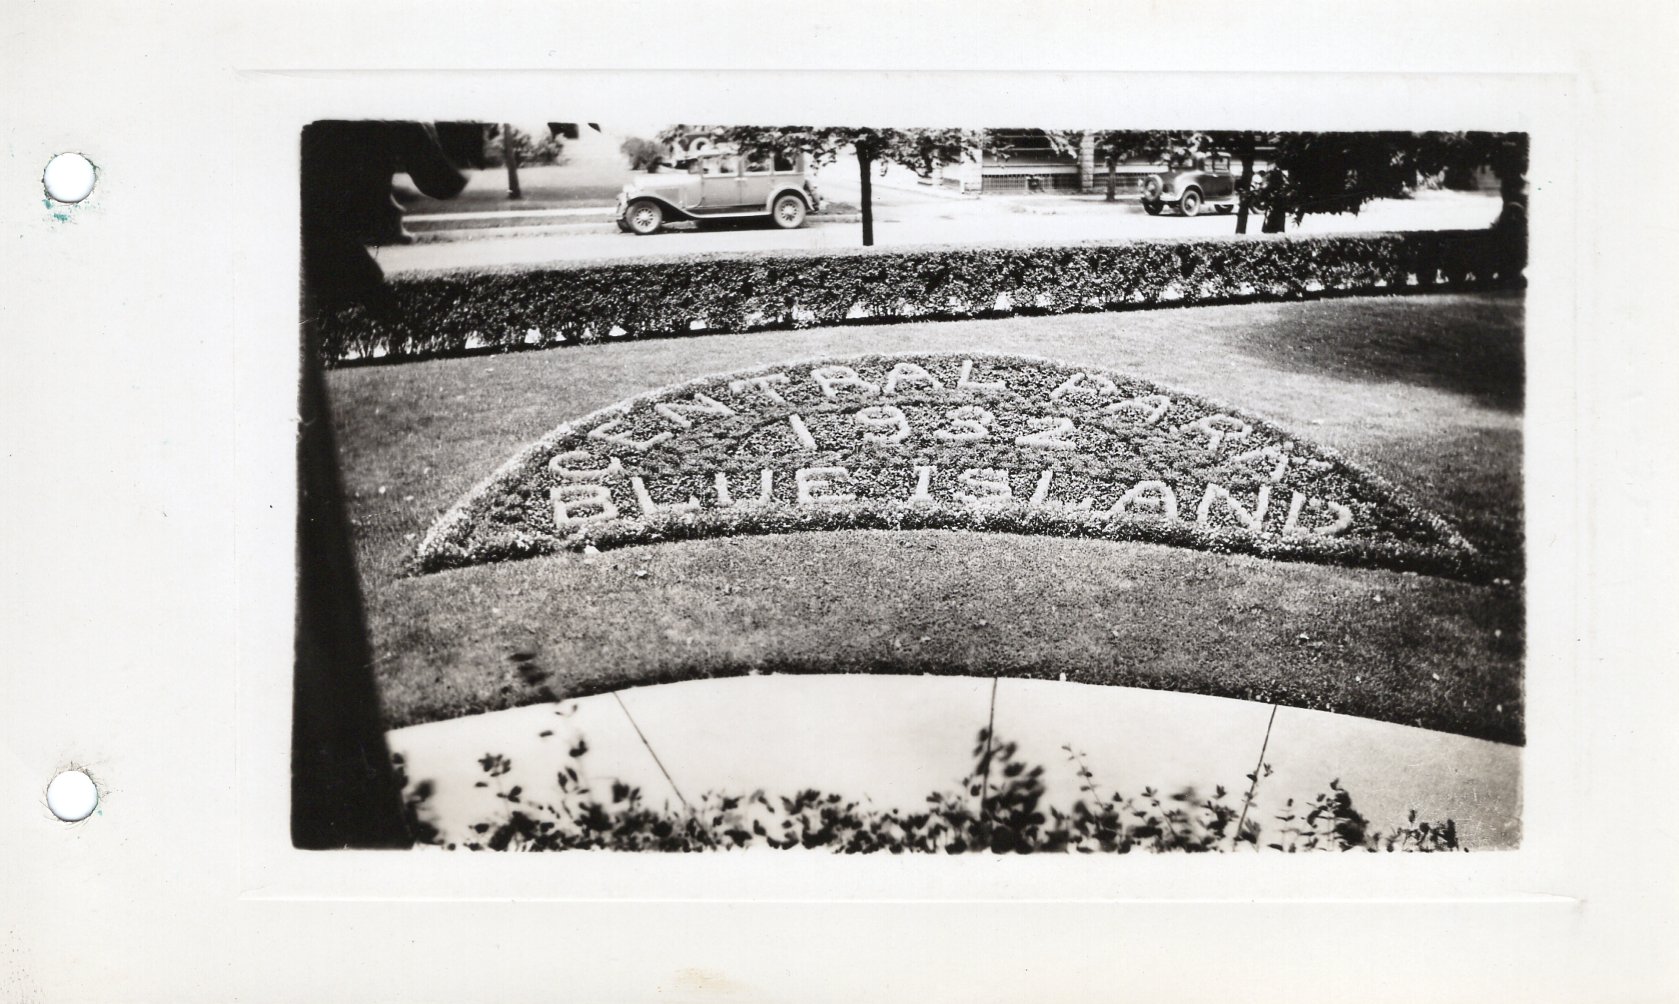 CENTRAL PARK
1932
BLUE ISLAND